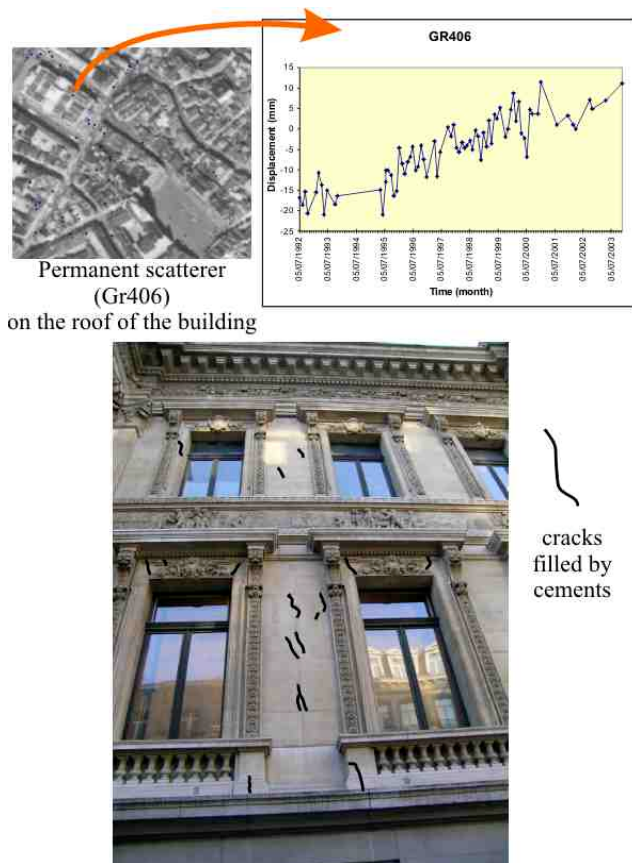 GR406
Displacement (mm)
15
10
5
0
-5
-10
-15
-20
-25
05/07/1992
05/07/1993
05/07/1994
05/07/1995
05/07/1996
05/07/1997
05/07/1998
05/07/1999
05/07/2000
05/07/2001
05/07/2002
05/07/2003
Time (month)
Permanent scatterer
(Gr406)
on the roof of the building
cracks
filled by
cements